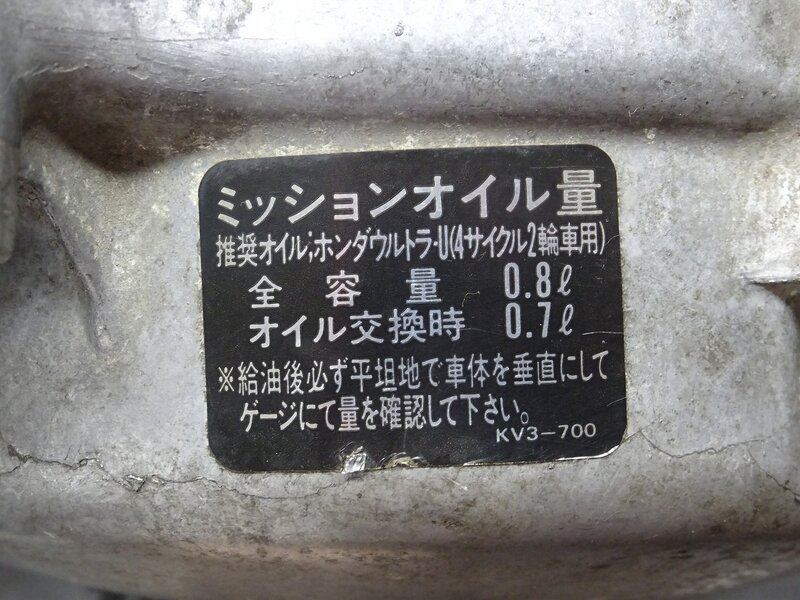 ミッションオイル量
推奨オイル;ホンダウルトラ-U(4サイクル2輪車用)
全容量 0.8ℓ
オイル交換時 0.7ℓ
※給油後必ず平坦地で車体を垂直にして
ゲージにて量を確認して下さい。
KV3-700